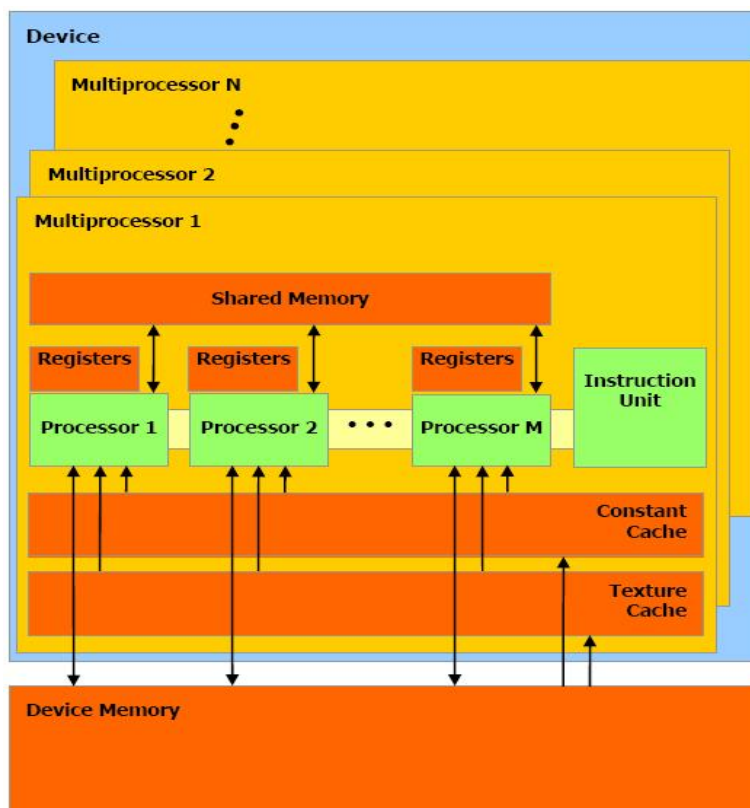 Device
Multiprocessor N
Multiprocessor 2
Multiprocessor 1
Shared Memory
Registers
Registers
Registers
Instruction
Unit
Processor 1
Processor 2
• • •
Processor M
Constant
Cache
Texture
Cache
Device Memory